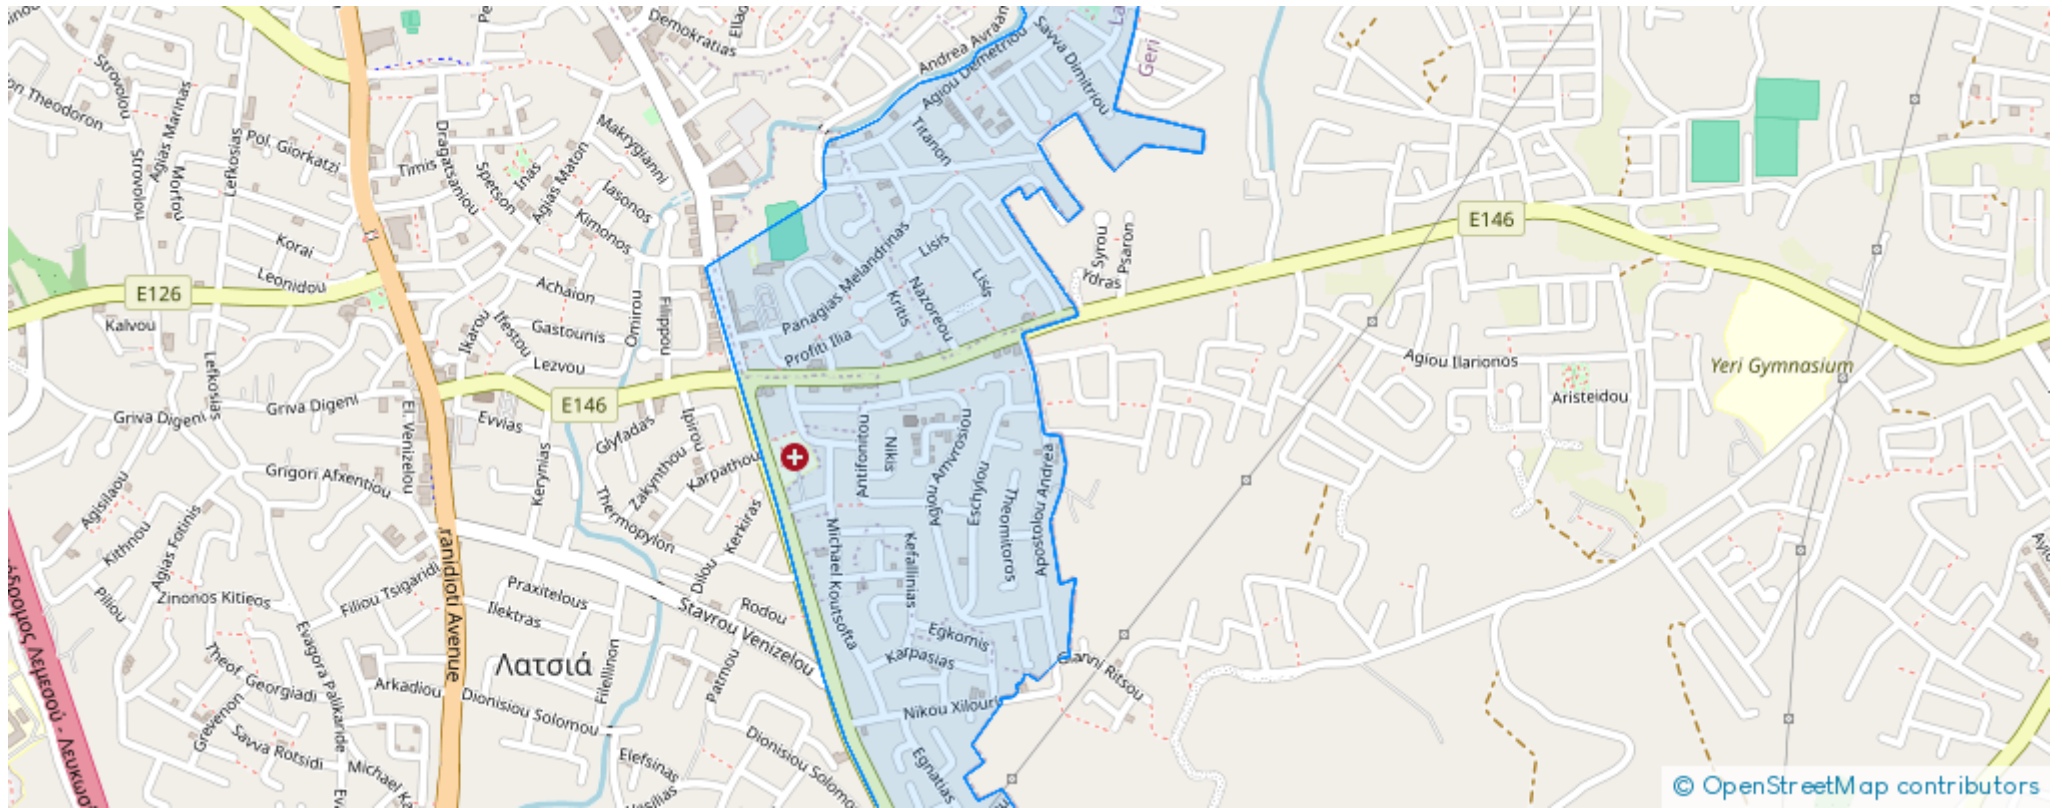 Demokratias
Andrea Avraam
Agiou Demetriou
Savva Dimitriou
Geri
Strovolou
Agias Marinas
Lefkosias
Pol. Giorkatzi
Timis
Dragatsaniou
Makrygianni
Strovolou
Morfou
Spetson
Inas
Agias Maton
Iasonos
Kimonos
Titanon
Korai
Leonidou
Achaion
Panagias Melandrinas
Lisis
Lisis
Syrou
Psaron
Ydras
E146
E126
Kalvou
Ikarou
Ifestou
Gastounis
Omirou
Filippou
Kritis
Nazoreou
Profiti Ilia
Lezvou
Lefkosias
Griva Digeni
Griva Digeni
El. Venizelou
Evvias
E146
Glyfadas
Ipirou
Agiou Ilarionos
Yeri Gymnasium
Aristeidou
Grigori Afxentiou
Kerynias
Zakynthou
Karpathou
Antifonitou
Nikis
Agiou Amvrosiou
Eschylou
Theomitoros
Apostolou Andrea
Agisilaou
Kithnou
Agias Fotinis
Thermopylon
Kerkiras
Dilou
Michael Koutsofta
Kefallinias
Piliou
Zinonos Kitieos
Filiou Tsigaridi
Praxitelous
Ilektras
Rodou
Stavrou Venizelou
Egkomis
Karpasias
Gianni Ritsou
Theof. Georgiadi
Evagora Palikaride
Λατσιά
Filellinon
Patmou
Arkadiou
Dionisiou Solomou
Nikou Xilouri
Grevenon
Savva Rotsidi
Elefsinas
Dionisiou Solomou
Egnatias
© OpenStreetMap contributors